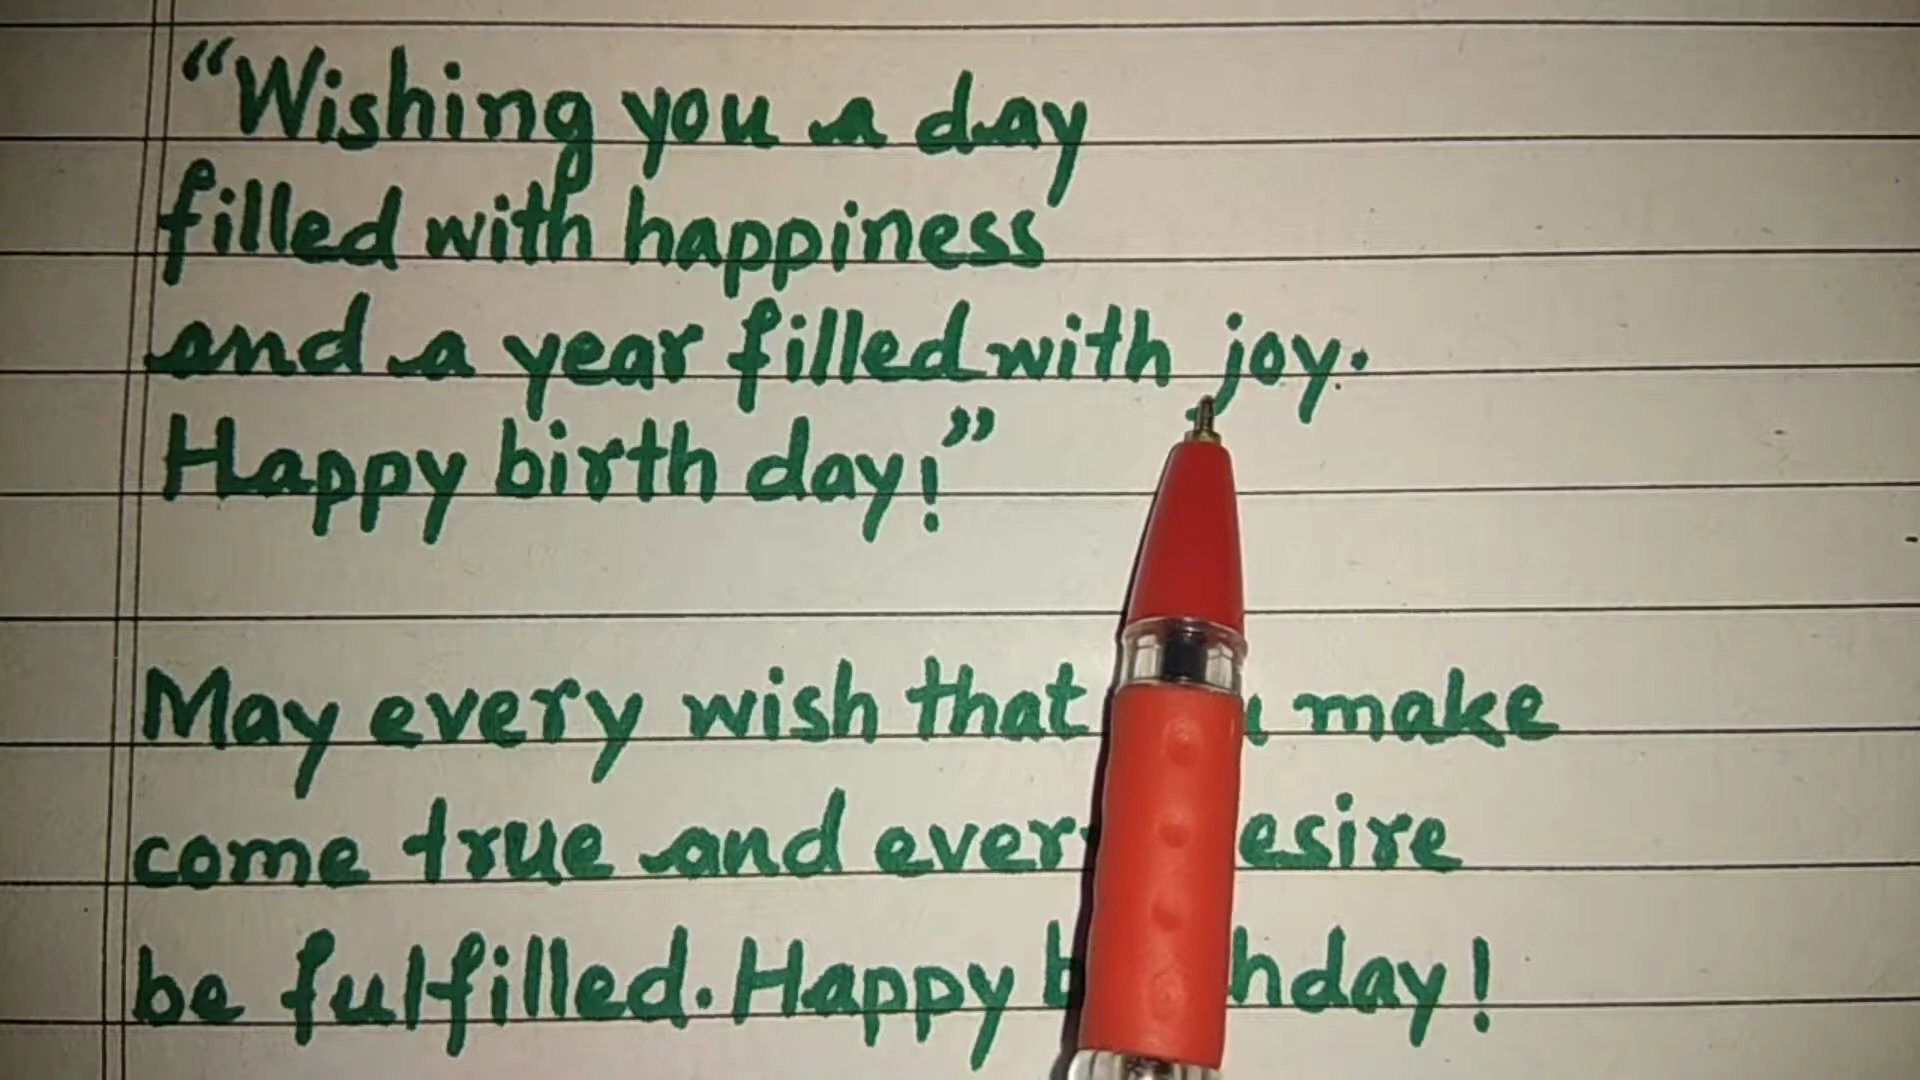 “Wishing you a day
filled with happiness
and a year filled with joy.
Happy birth day!”
May every wish that make
come true and every esire
be fulfilled. Happy b hday!